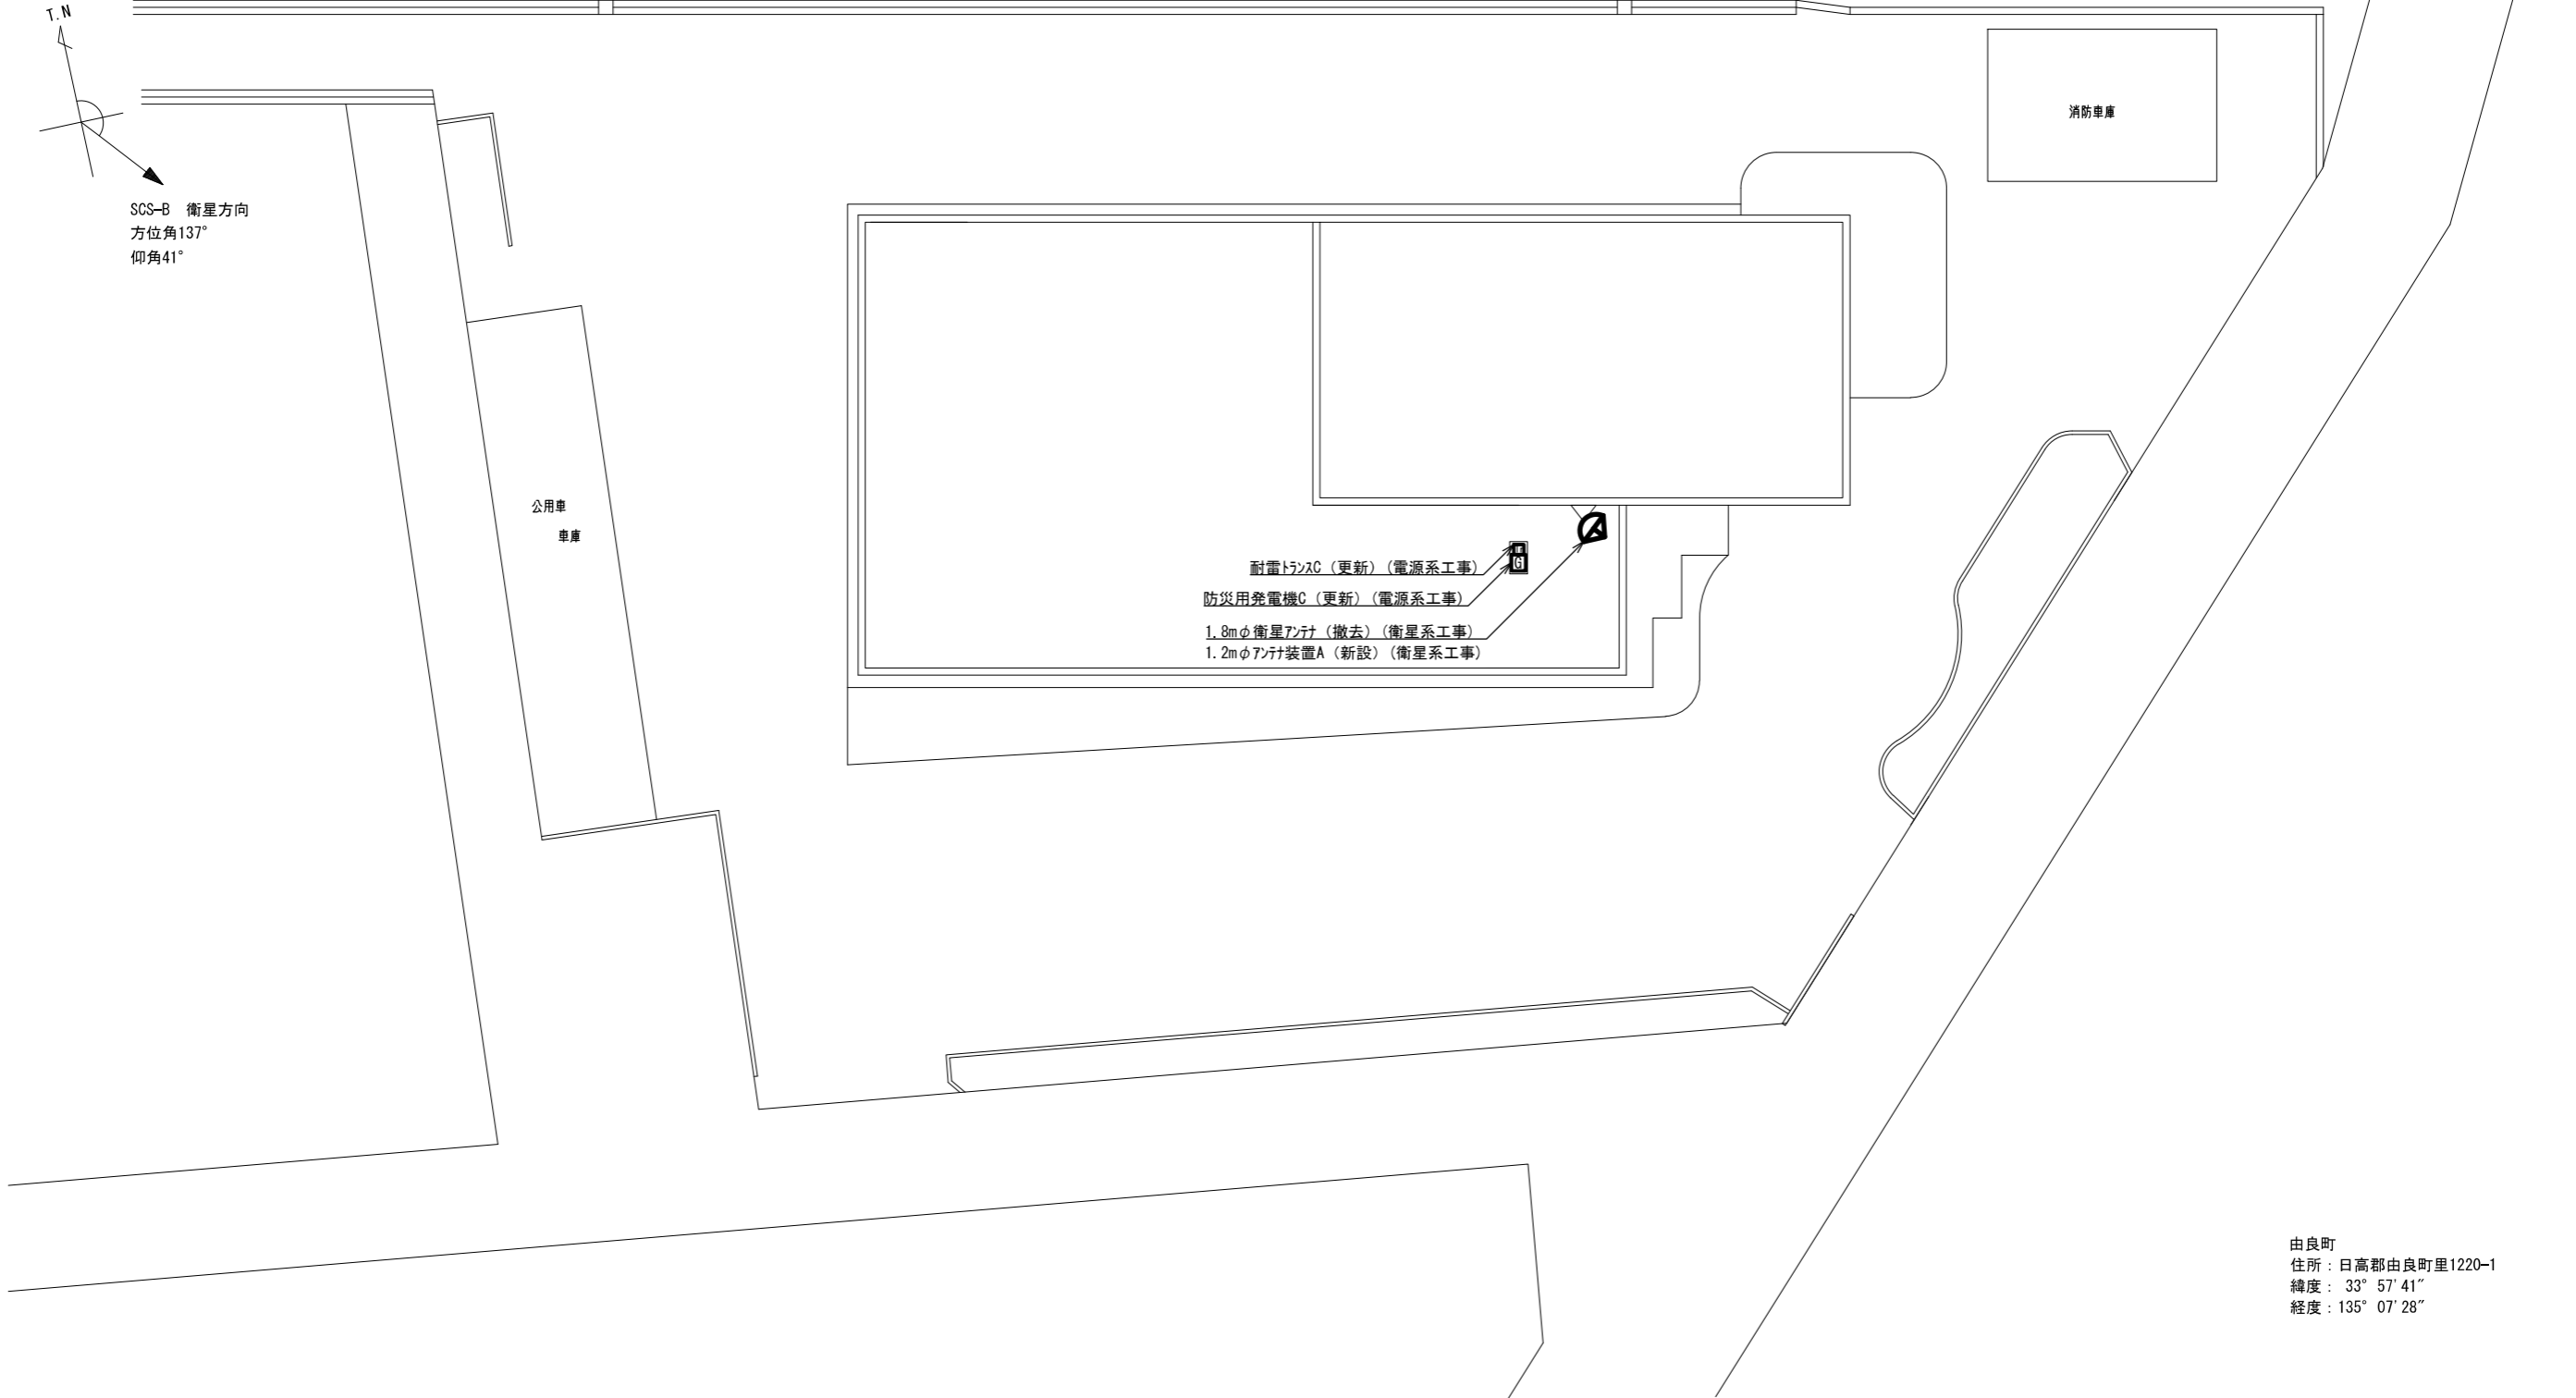 T.N
SCS-B 衛星方向
方位角137°
仰角41°
消防車庫
公用車
車庫
耐雷ﾄﾗﾝｽC（更新）（電源系工事）
防災用発電機C（更新）（電源系工事）
G
1.8mφ衛星ｱﾝﾃﾅ（撤去）（衛星系工事）
1.2mφｱﾝﾃﾅ装置A（新設）（衛星系工事）
由良町
住所：日高郡由良町里1220-1
緯度： 33° 57' 41"
経度：135° 07' 28"